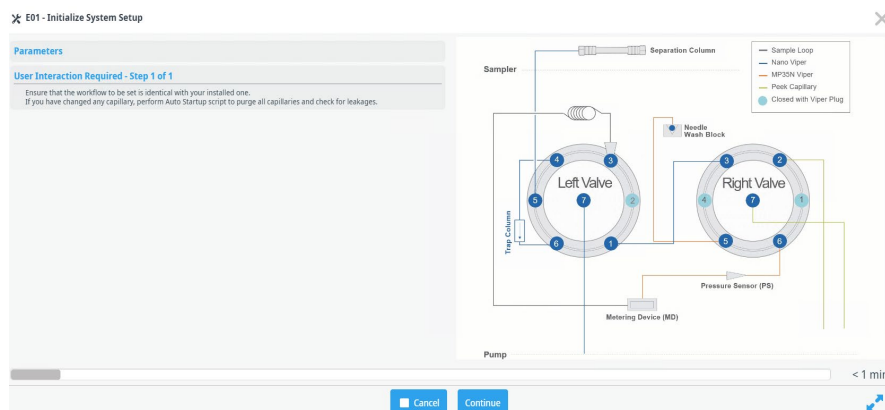 E01 - Initialize System Setup
Parameters
User Interaction Required - Step 1 of 1
Ensure that the workflow to be set is identical with your installed one.
If you have changed any capillary, perform Auto Startup script to purge all capillaries and check for leakages.
Separation Column
Sampler
Sample Loop
Nano Viper
MP35N Viper
Peek Capillary
Closed with Viper Plug
Needle
Wash Block
4
3
3
2
Left Valve
Right Valve
5
7
2
4
7
1
Trap Column
6
1
5
6
Pressure Sensor (PS)
Metering Device (MD)
Pump
< 1 min
Cancel
Continue